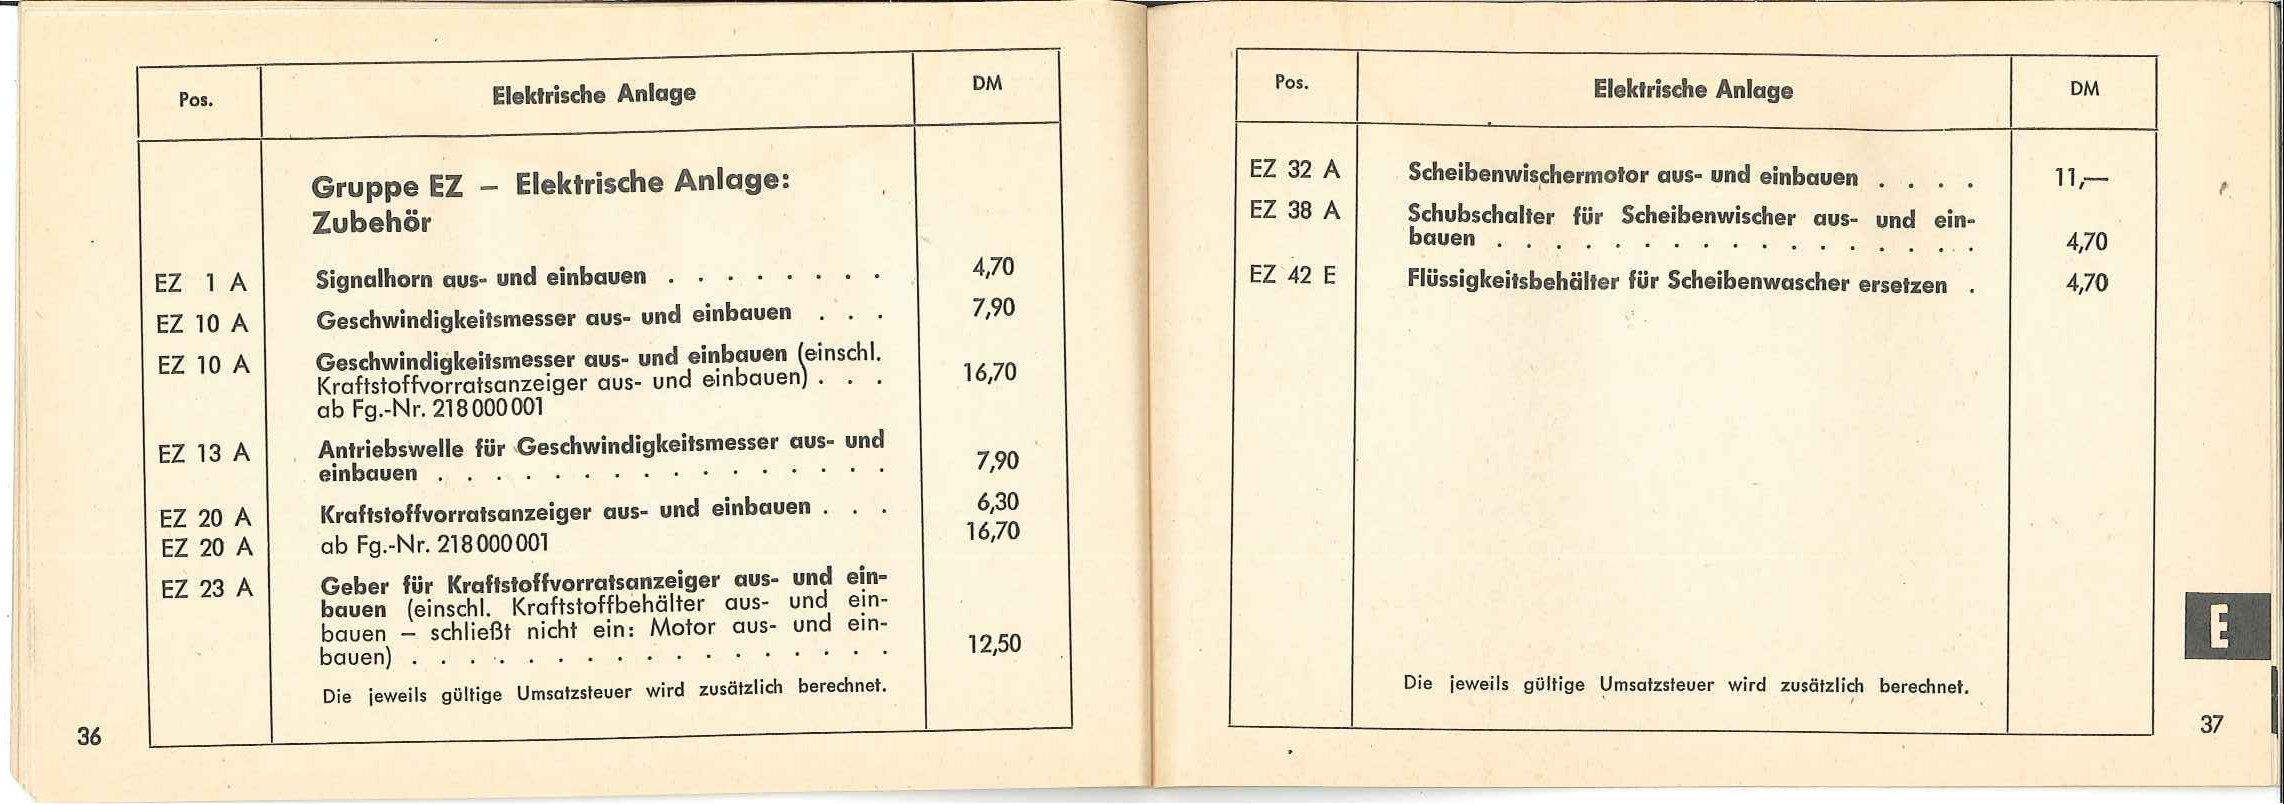 Pos. Elektrische Anlage DM
Gruppe EZ – Elektrische Anlage:
Zubehör
EZ 1 A Signalhorn aus- und einbauen . . . . . . . . 4,70
EZ 10 A Geschwindigkeitsmesser aus- und einbauen . . . 7,90
EZ 10 A Geschwindigkeitsmesser aus- und einbauen (einschl.
Kraftstoffvorratsanzeiger aus- und einbauen) . . . 16,70
ab Fg.-Nr. 218 000 001
EZ 13 A Antriebswelle für Geschwindigkeitsmesser aus- und
einbauen . . . . . . . . . . . . . . . . 7,90
EZ 20 A Kraftstoffvorratsanzeiger aus- und einbauen . . . 6,30
EZ 20 A ab Fg.-Nr. 218 000 001 16,70
EZ 23 A Geber für Kraftstoffvorratsanzeiger aus- und ein-
bauen (einschl. Kraftstoffbehälter aus- und ein-
bauen – schließt nicht ein: Motor aus- und ein-
bauen) . . . . . . . . . . . . . . . . . 12,50
Die jeweils gültige Umsatzsteuer wird zusätzlich berechnet.
36
Pos. Elektrische Anlage DM
EZ 32 A Scheibenwischermotor aus- und einbauen . . . . 11,—
EZ 38 A Schubschalter für Scheibenwischer aus- und ein-
bauen . . . . . . . . . . . . . . . . . 4,70
EZ 42 E Flüssigkeitsbehälter für Scheibenwascher ersetzen . 4,70
Die jeweils gültige Umsatzsteuer wird zusätzlich berechnet.
E
37